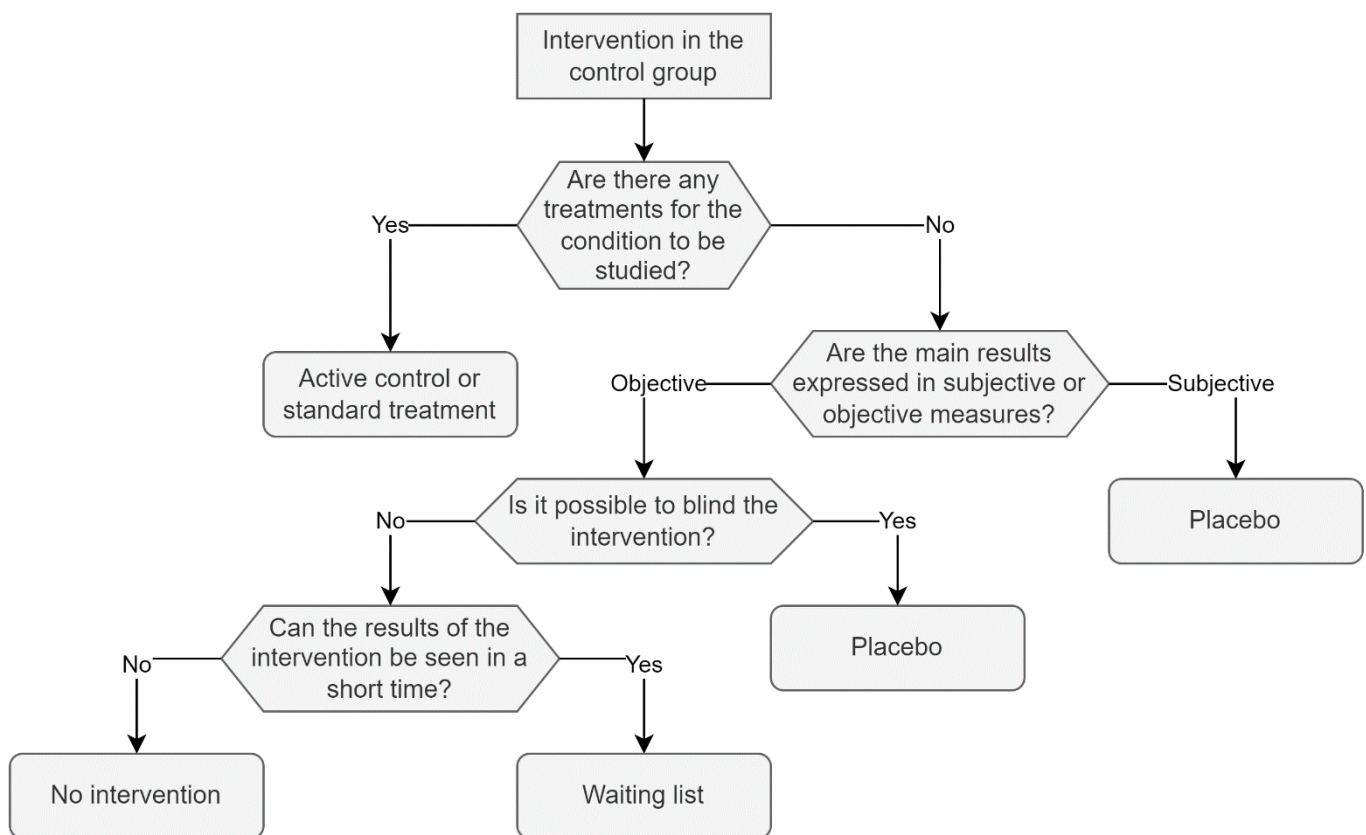 Intervention in the
control group
Are there any
treatments for the
condition to be
studied?
Yes
No
Active control or
standard treatment
Are the main results
expressed in subjective or
objective measures?
Objective
Subjective
Is it possible to blind the
intervention?
Placebo
No
Yes
Can the results of the
intervention be seen in a
short time?
Placebo
No
Yes
No intervention
Waiting list